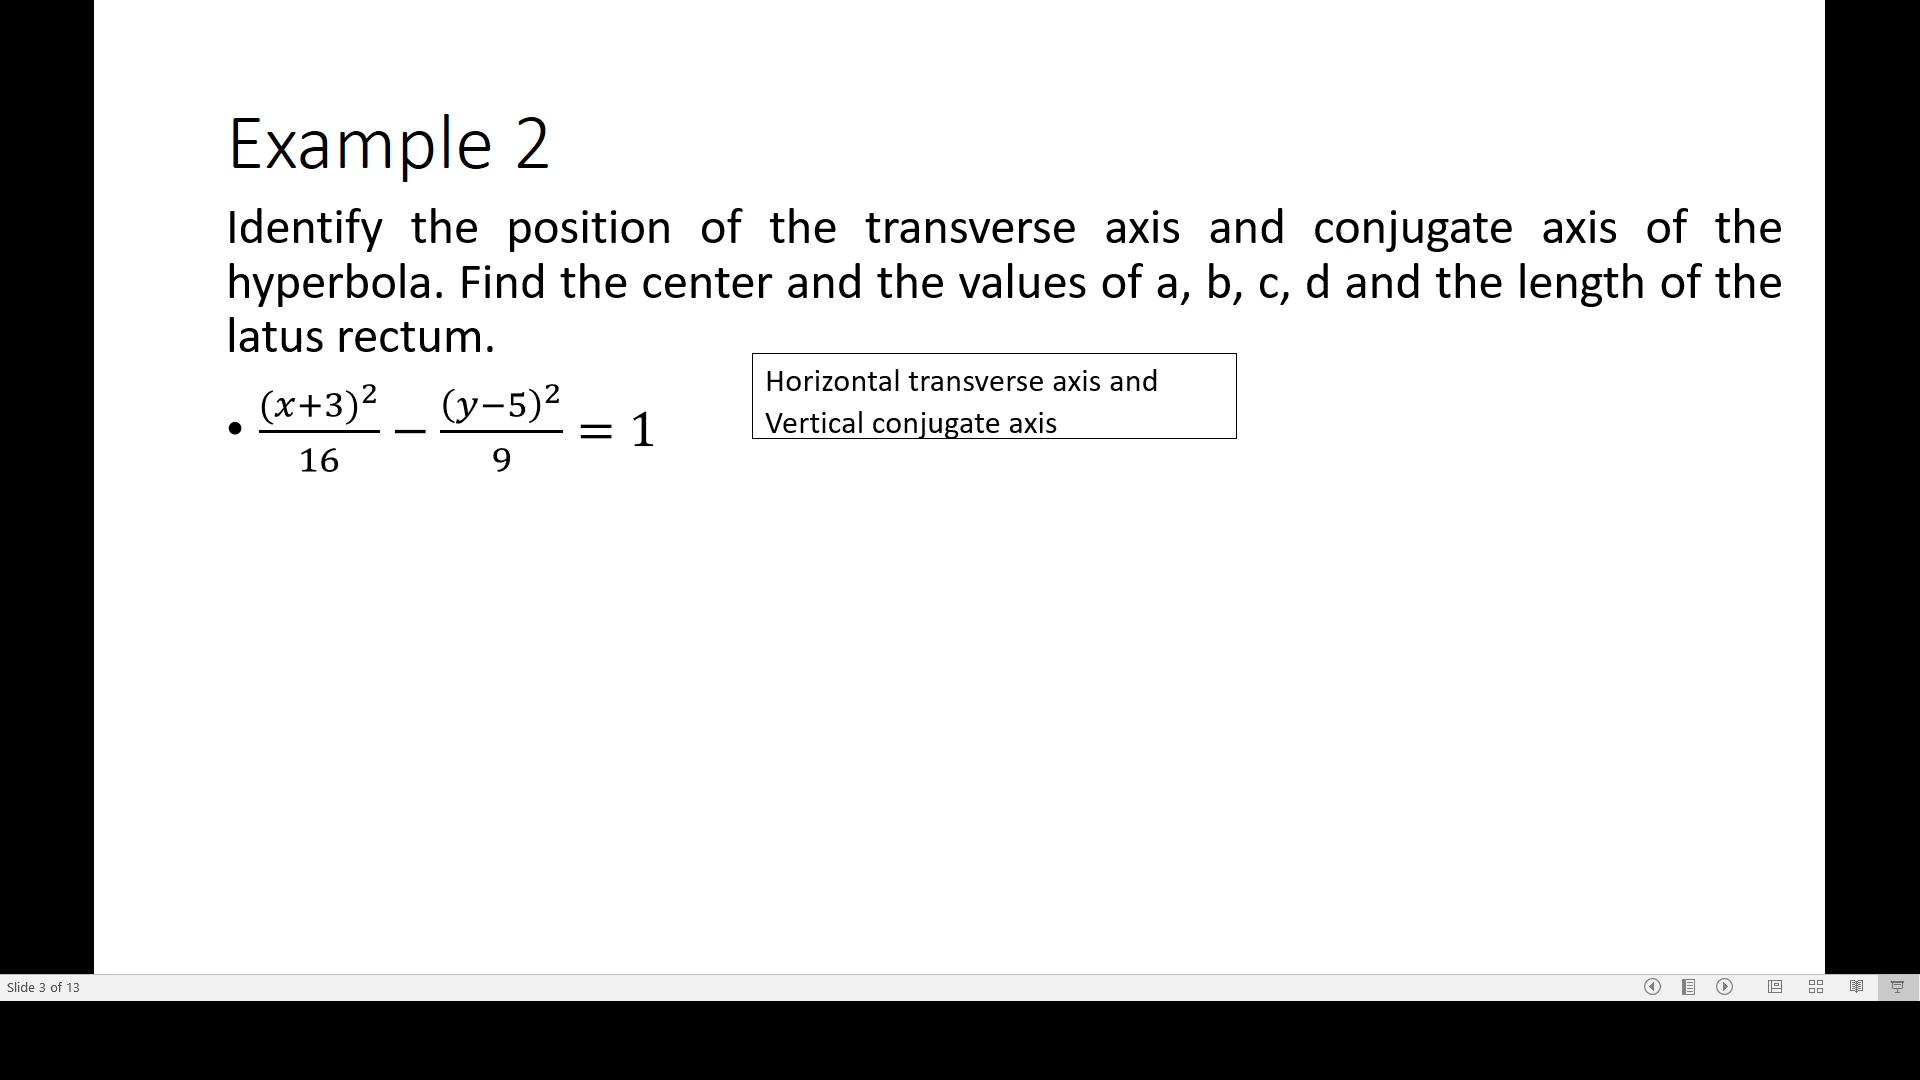 Example 2
Identify the position of the transverse axis and conjugate axis of the
hyperbola. Find the center and the values of a, b, c, d and the length of the
latus rectum.
• (x+3)²/16 − (y−5)²/9 = 1
Horizontal transverse axis and
Vertical conjugate axis
Slide 3 of 13